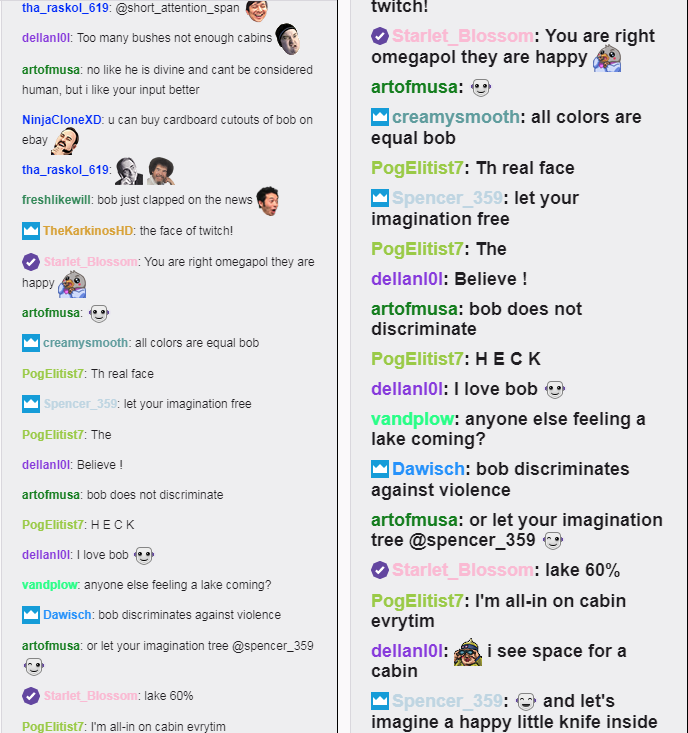 tha_raskol_619: @short_attention_span
dellanl0l: Too many bushes not enough cabins
artofmusa: no like he is divine and cant be considered
human, but i like your input better
NinjaCloneXD: u can buy cardboard cutouts of bob on
ebay
tha_raskol_619:
freshlikewill: bob just clapped on the news
TheKarkinosHD: the face of twitch!
Starlet_Blossom: You are right omegapol they are
happy
artofmusa:
creamysmooth: all colors are equal bob
PogElitist7: Th real face
Spencer_359: let your imagination free
PogElitist7: The
dellanl0l: Believe !
artofmusa: bob does not discriminate
PogElitist7: H E C K
dellanl0l: I love bob
vandplow: anyone else feeling a lake coming?
Dawisch: bob discriminates against violence
artofmusa: or let your imagination tree @spencer_359
Starlet_Blossom: lake 60%
PogElitist7: I'm all-in on cabin evrytim
twitch!
Starlet_Blossom: You are right
omegapol they are happy
artofmusa:
creamysmooth: all colors are
equal bob
PogElitist7: Th real face
Spencer_359: let your
imagination free
PogElitist7: The
dellanl0l: Believe !
artofmusa: bob does not
discriminate
PogElitist7: H E C K
dellanl0l: I love bob
vandplow: anyone else feeling a
lake coming?
Dawisch: bob discriminates
against violence
artofmusa: or let your imagination
tree @spencer_359
Starlet_Blossom: lake 60%
PogElitist7: I'm all-in on cabin
evrytim
dellanl0l: i see space for a
cabin
Spencer_359: and let's
imagine a happy little knife inside